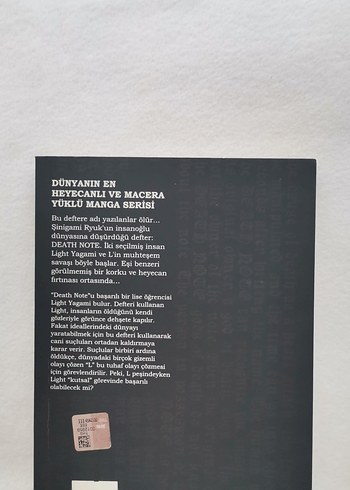 DÜNYANIN EN
HEYECANLI VE MACERA
YÜKLÜ MANGA SERİSİ
Bu deftere adı yazılanlar ölür...
Şinigami Ryuk'un insanoğlu
dünyasına düşürdüğü defter:
DEATH NOTE. İki seçilmiş insan
Light Yagami ve L'in muhteşem
savaşı böyle başlar. Eşi benzeri
görülmemiş bir korku ve heyecan
fırtınası ortasında...
"Death Note"u başarılı bir lise öğrencisi
Light Yagami bulur. Defteri kullanan
Light, insanların öldüğünü kendi
gözleriyle görünce dehşete kapılır.
Fakat ideallerindeki dünyayı
yaratabilmek için bu defteri kullanarak
cani suçluları ortadan kaldırmaya
karar verir. Suçlular birbiri ardına
öldükçe, dünyadaki birçok gizemli
olayı çözen "L" bu tuhaf olayı çözmesi
için görevlendirilir. Peki, L peşindeyken
Light "kutsal" görevinde başarılı
olabilecek mi?